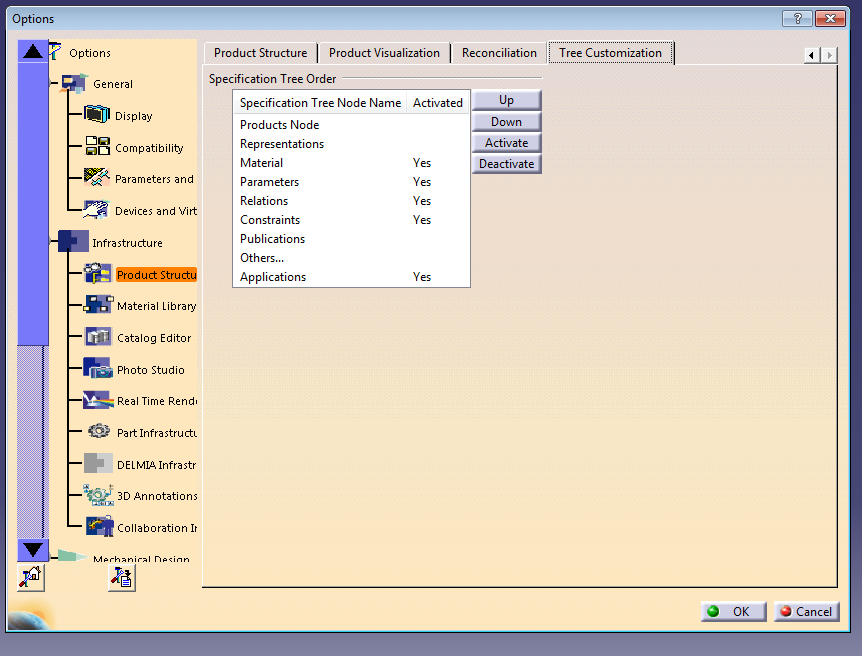 Options
Options
General
Display
Compatibility
Parameters and
Devices and Virt
Infrastructure
Product Structu
Material Library
Catalog Editor
Photo Studio
Real Time Rende
Part Infrastructu
DELMIA Infrastr
3D Annotations
Collaboration In
Mechanical Design
Product Structure Product Visualization Reconciliation Tree Customization
Specification Tree Order
Specification Tree Node Name Activated
Products Node
Representations
Material Yes
Parameters Yes
Relations Yes
Constraints Yes
Publications
Others...
Applications Yes
Up
Down
Activate
Deactivate
OK Cancel